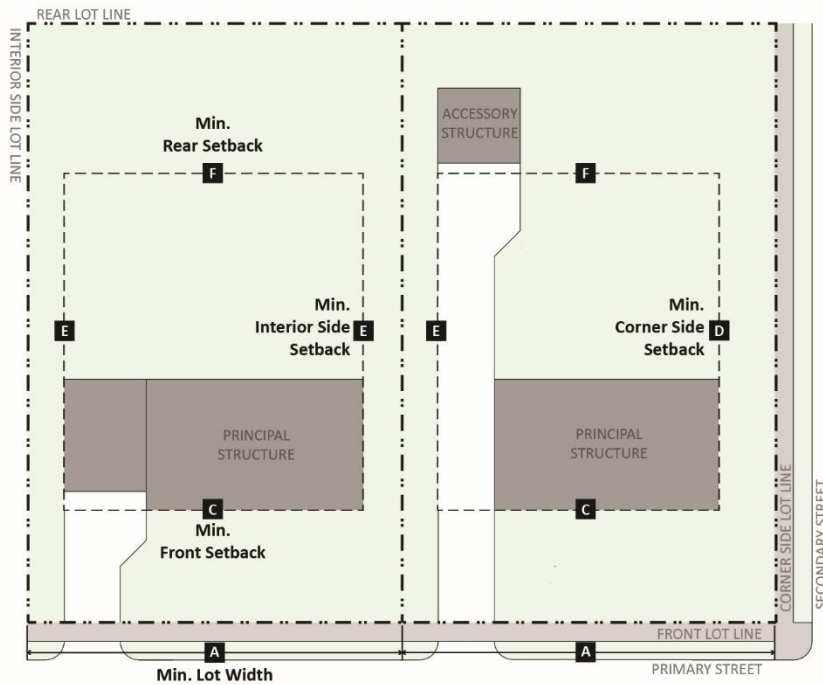 REAR LOT LINE
INTERIOR SIDE LOT LINE
ACCESSORY
STRUCTURE
Min.
Rear Setback
F
F
E
Min.
Interior Side
Setback
E
E
Min.
Corner Side
Setback
D
PRINCIPAL
STRUCTURE
PRINCIPAL
STRUCTURE
C
Min.
Front Setback
C
CORNER SIDE LOT LINE
SECONDARY STREET
FRONT LOT LINE
A
Min. Lot Width
A
PRIMARY STREET